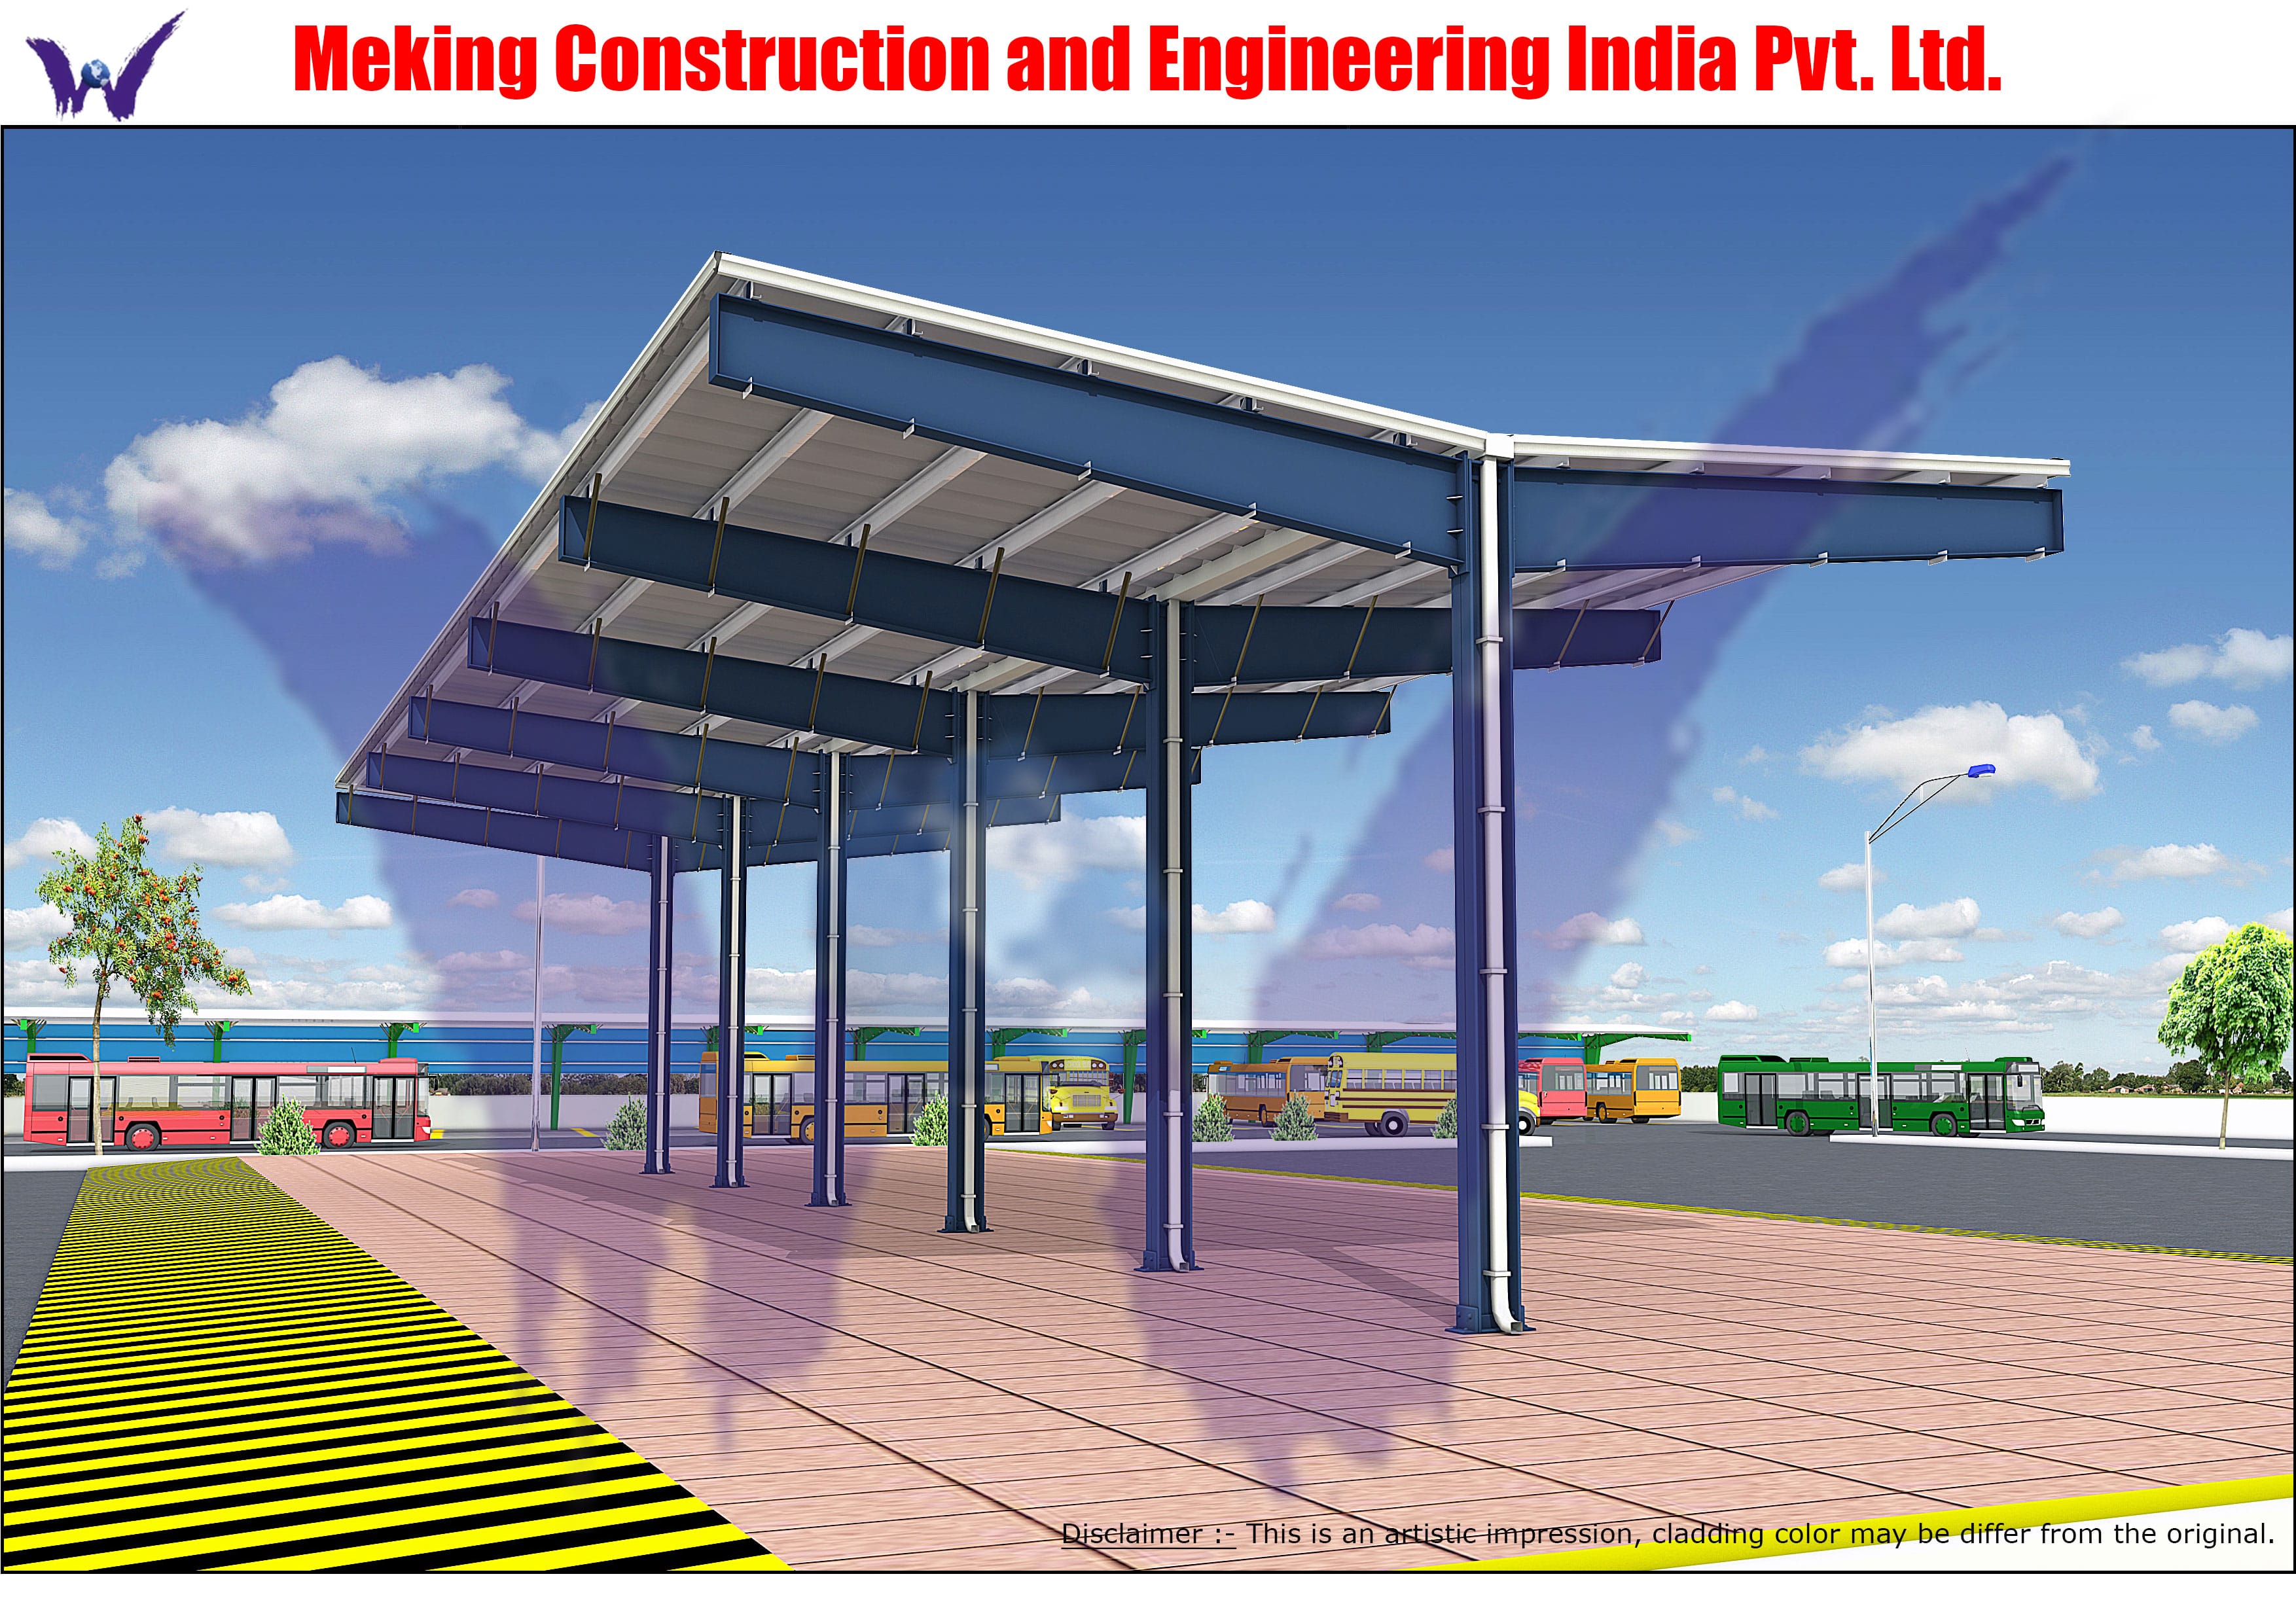 Meking Construction and Engineering India Pvt. Ltd.
Disclaimer :- This is an artistic impression, cladding color may be differ from the original.